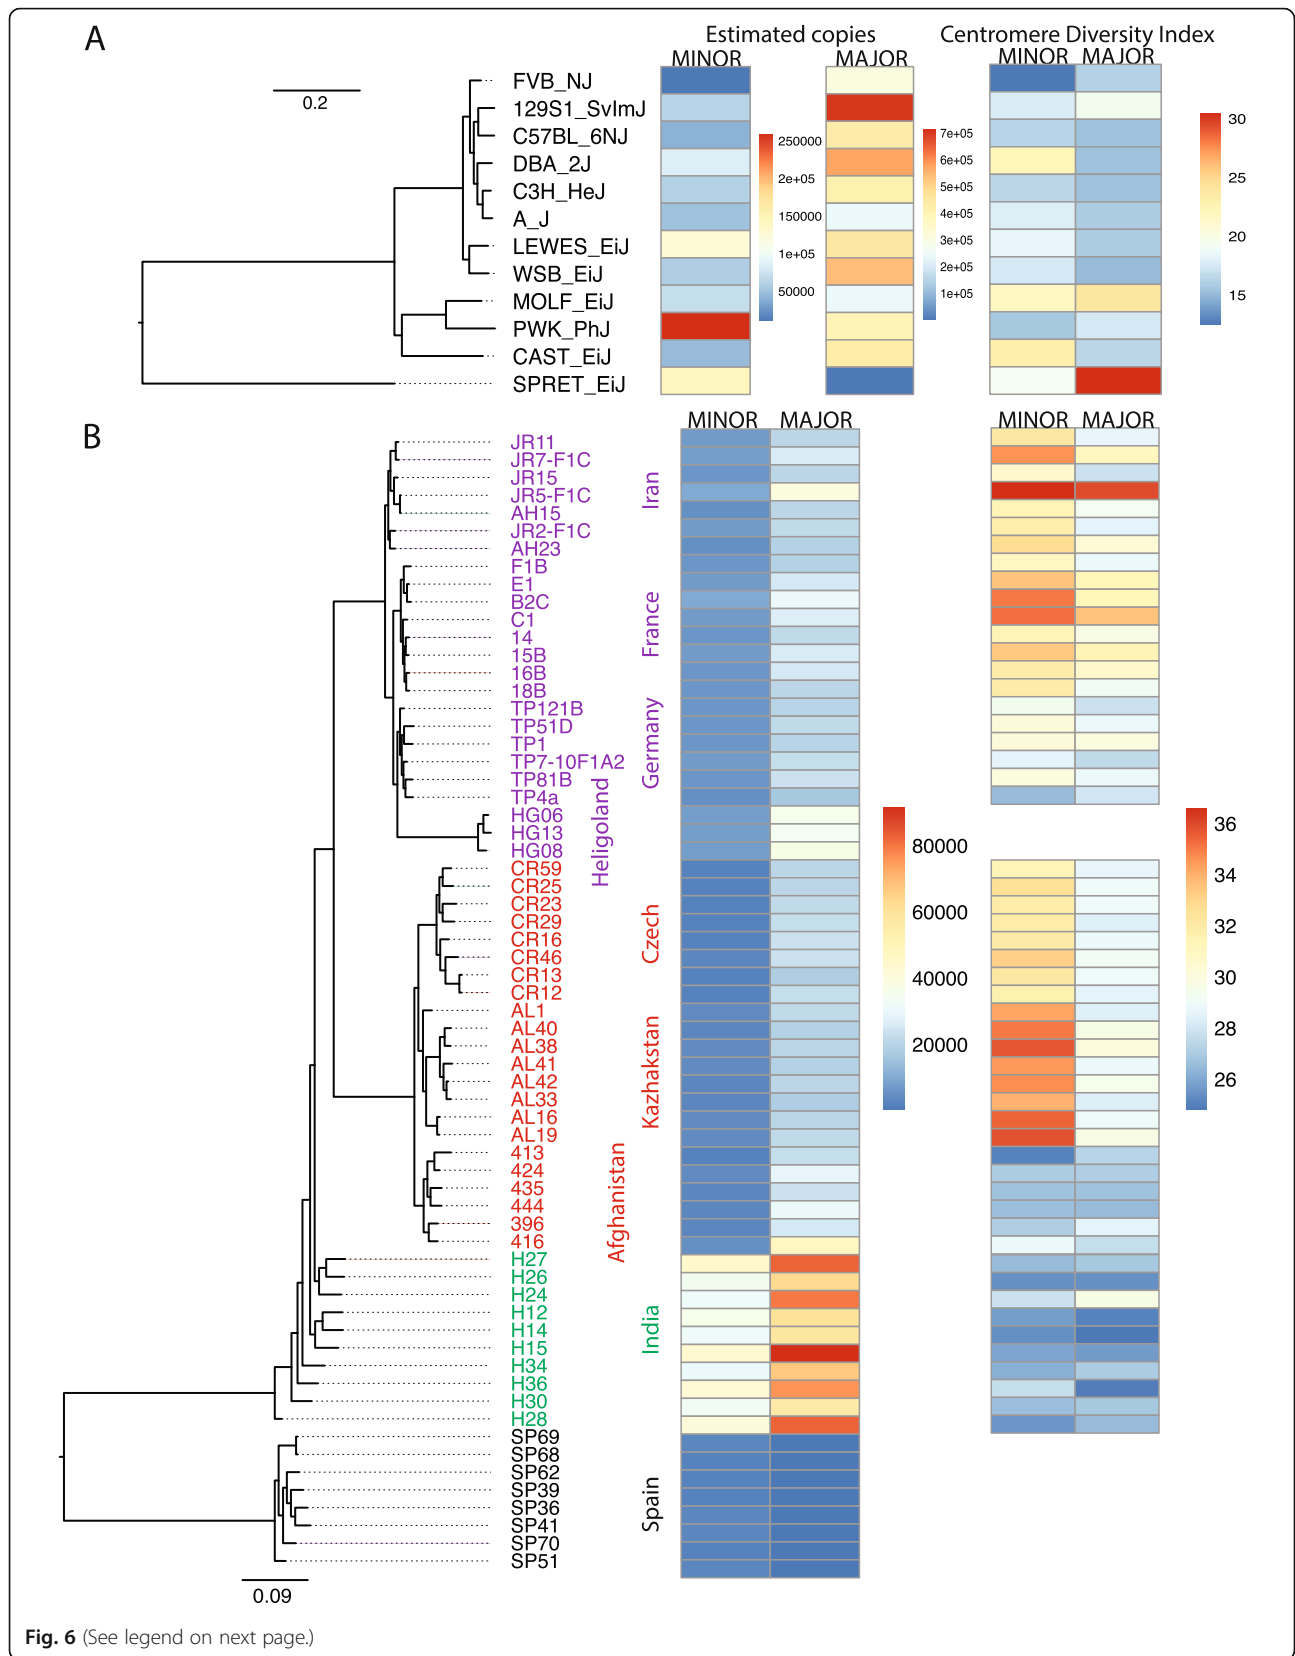 A
Estimated copies
Centromere Diversity Index
MINOR
MAJOR
MINOR MAJOR
0.2
FVB_NJ
129S1_SvImJ
C57BL_6NJ
DBA_2J
C3H_HeJ
A_J
LEWES_EiJ
WSB_EiJ
MOLF_EiJ
PWK_PhJ
CAST_EiJ
SPRET_EiJ
250000
2e+05
150000
1e+05
50000
7e+05
6e+05
5e+05
4e+05
3e+05
2e+05
1e+05
30
25
20
15
B
MINOR MAJOR
MINOR MAJOR
JR11
JR7-F1C
JR15
JR5-F1C
AH15
JR2-F1C
AH23
F1B
E1
B2C
C1
14
15B
16B
18B
TP121B
TP51D
TP1
TP7-10F1A2
TP81B
TP4a
HG06
HG13
HG08
CR59
CR25
CR23
CR29
CR16
CR46
CR13
CR12
AL1
AL40
AL38
AL41
AL42
AL33
AL16
AL19
413
424
435
444
396
416
H27
H26
H24
H12
H14
H15
H34
H36
H30
H28
SP69
SP68
SP62
SP39
SP36
SP41
SP70
SP51
Iran
France
Germany
Heligoland
Czech
Kazhakstan
Afghanistan
India
Spain
80000
60000
40000
20000
36
34
32
30
28
26
0.09
Fig. 6 (See legend on next page.)